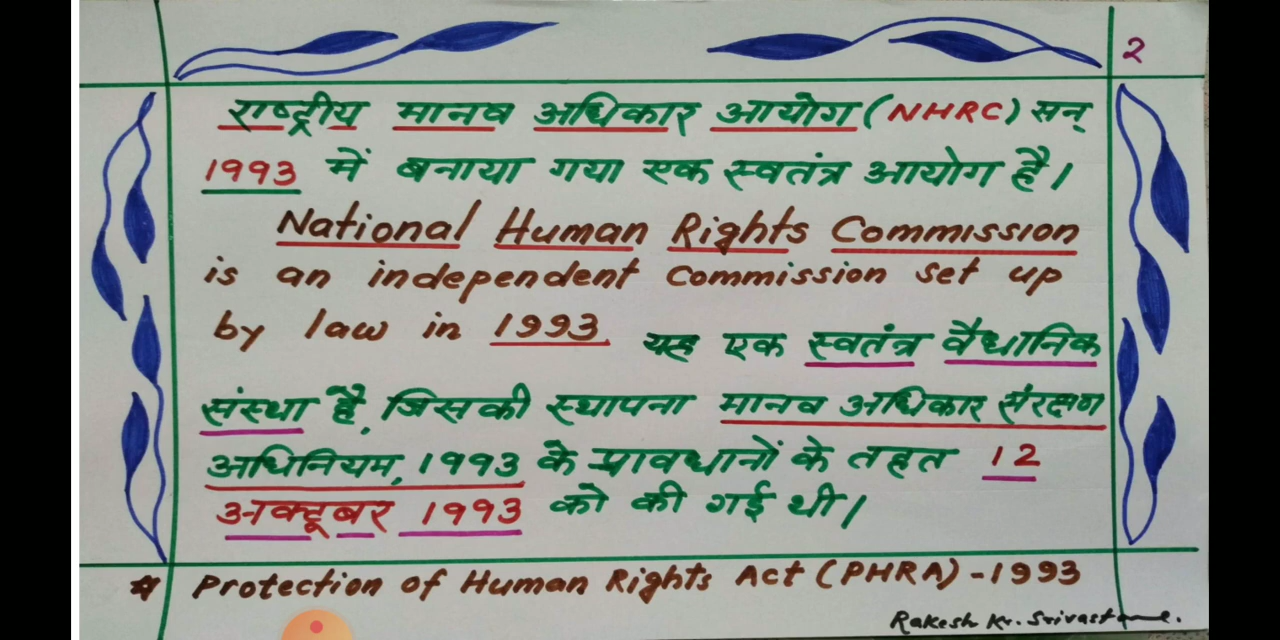 2
राष्ट्रीय मानव अधिकार आयोग (NHRC) सन्
1993 में बनाया गया एक स्वतंत्र आयोग है।
National Human Rights Commission
is an independent Commission set up
by law in 1993. यह एक स्वतंत्र वैधानिक
संस्था है, जिसकी स्थापना मानव अधिकार संरक्षण
अधिनियम, 1993 के प्रावधानों के तहत 12
अक्टूबर 1993 को की गई थी।
# Protection of Human Rights Act (PHRA) - 1993
Rakesh Kr. Srivastava.